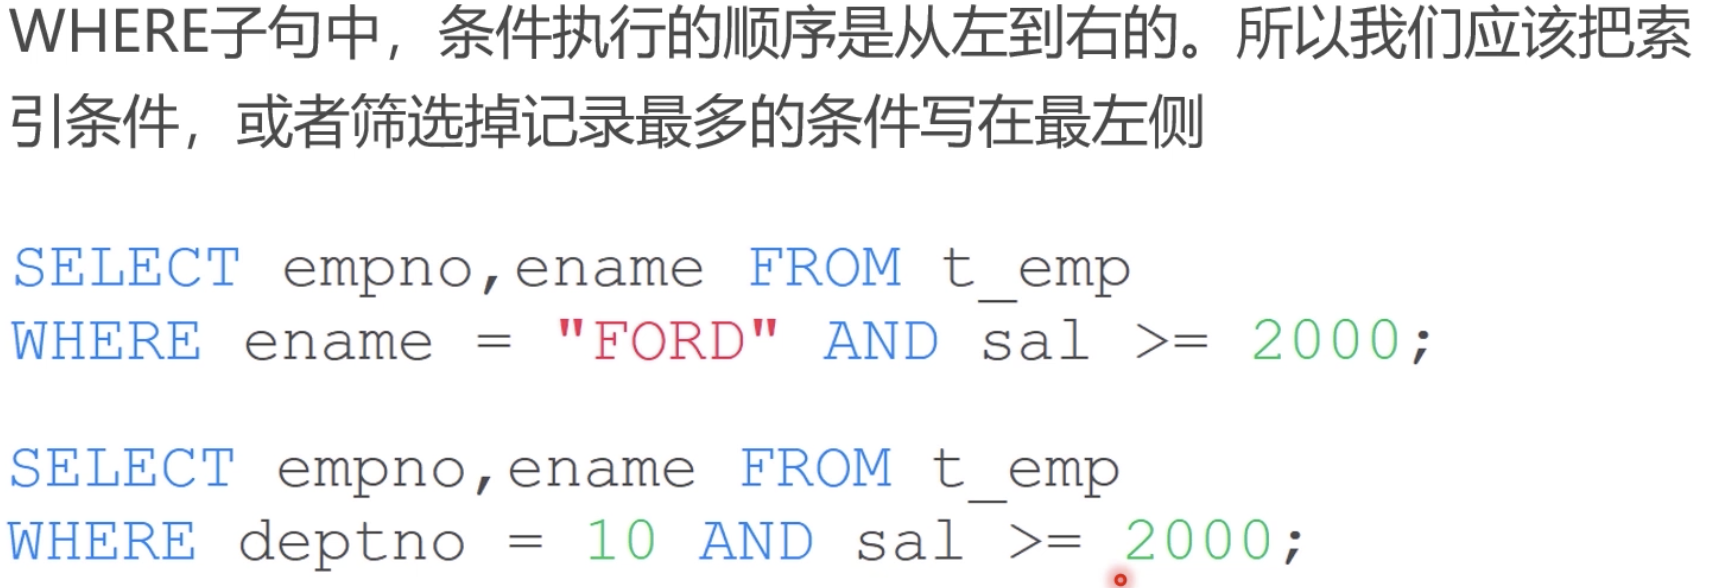 WHERE子句中，条件执行的顺序是从左到右的。所以我们应该把索
引条件，或者筛选掉记录最多的条件写在最左侧
SELECT empno,ename FROM t_emp
WHERE ename = "FORD" AND sal >= 2000;
SELECT empno,ename FROM t_emp
WHERE deptno = 10 AND sal >= 2000;